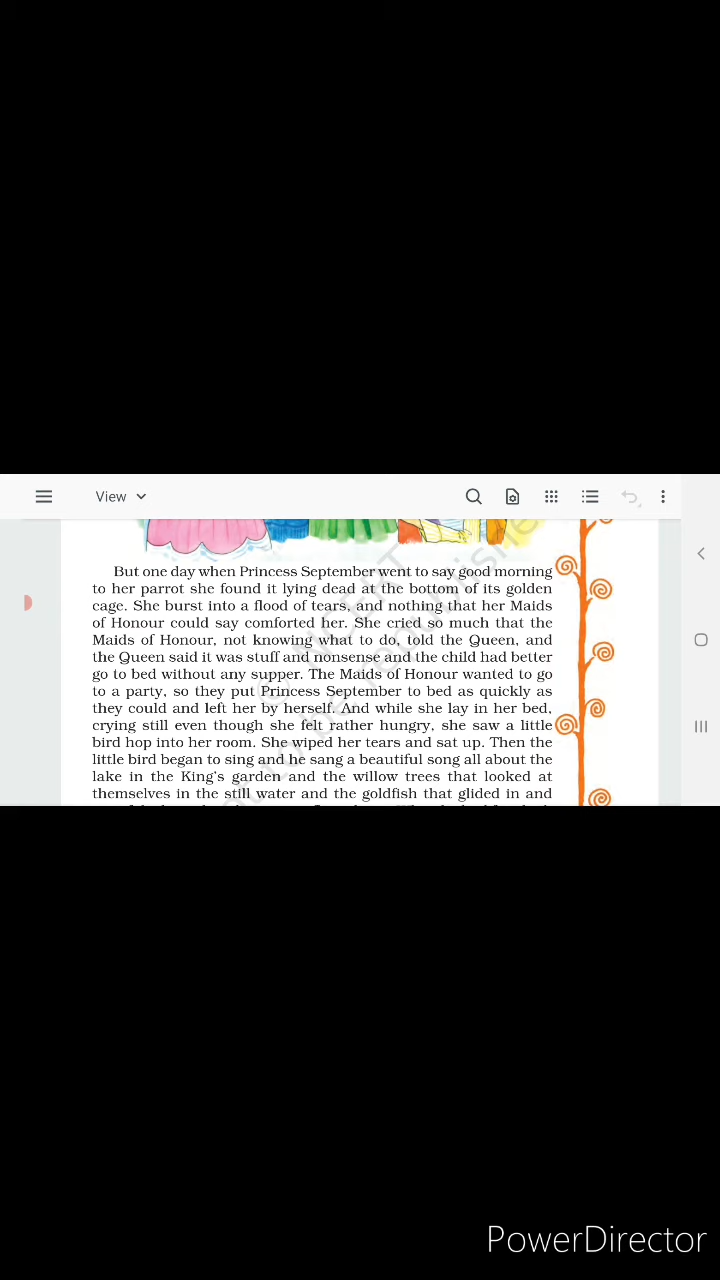 View
But one day when Princess September went to say good morning
to her parrot she found it lying dead at the bottom of its golden
cage. She burst into a flood of tears, and nothing that her Maids
of Honour could say comforted her. She cried so much that the
Maids of Honour, not knowing what to do, told the Queen, and
the Queen said it was stuff and nonsense and the child had better
go to bed without any supper. The Maids of Honour wanted to go
to a party, so they put Princess September to bed as quickly as
they could and left her by herself. And while she lay in her bed,
crying still even though she felt rather hungry, she saw a little
bird hop into her room. She wiped her tears and sat up. Then the
little bird began to sing and he sang a beautiful song all about the
lake in the King's garden and the willow trees that looked at
themselves in the still water and the goldfish that glided in and
© NCERT
be republished
PowerDirector